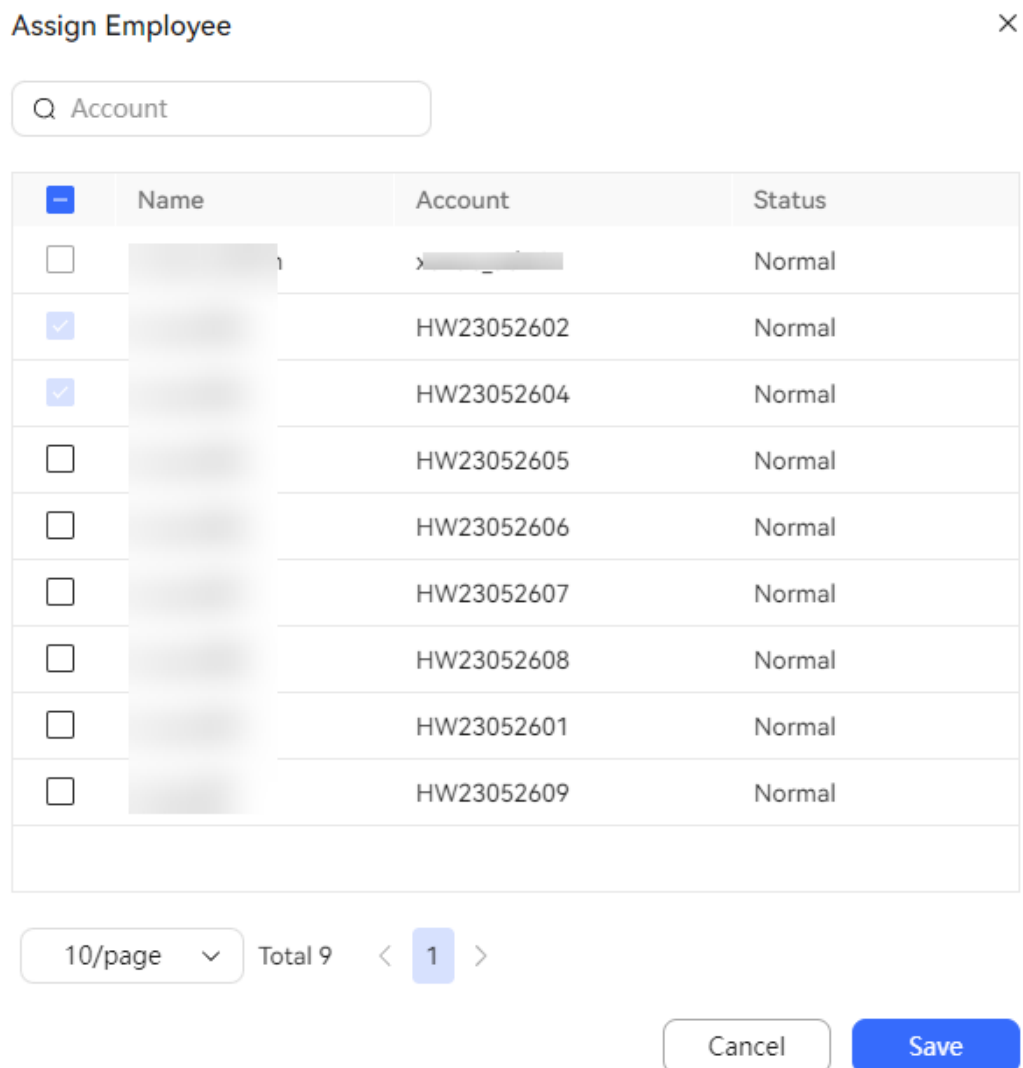 Assign Employee
Account
Name Account Status
Normal
HW23052602 Normal
HW23052604 Normal
HW23052605 Normal
HW23052606 Normal
HW23052607 Normal
HW23052608 Normal
HW23052601 Normal
HW23052609 Normal
10/page Total 9 < 1 >
Cancel Save